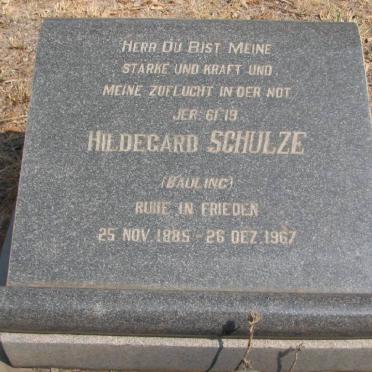 HERR DU BIST MEINE
STARKE UND KRAFT UND
MEINE ZUFLUCHT IN DER NOT
JER. 61 19
HILDEGARD SCHULZE
(BAULING)
RUHE IN FRIEDEN
25 NOV. 1885 - 26 DEZ. 1967